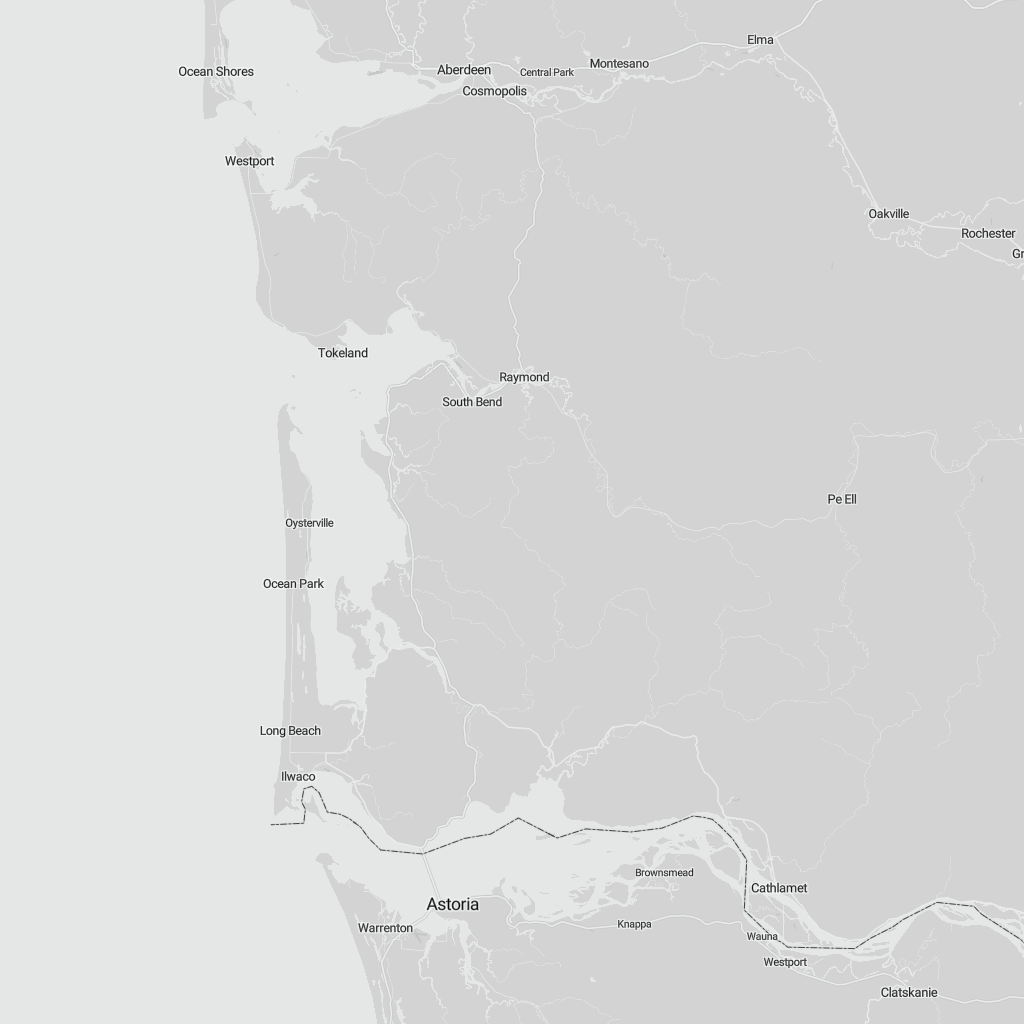 Elma
Montesano
Aberdeen
Central Park
Ocean Shores
Cosmopolis
Westport
Oakville
Rochester
Gr
Tokeland
Raymond
South Bend
Pe Ell
Oysterville
Ocean Park
Long Beach
Ilwaco
Brownsmead
Cathlamet
Astoria
Knappa
Warrenton
Wauna
Westport
Clatskanie